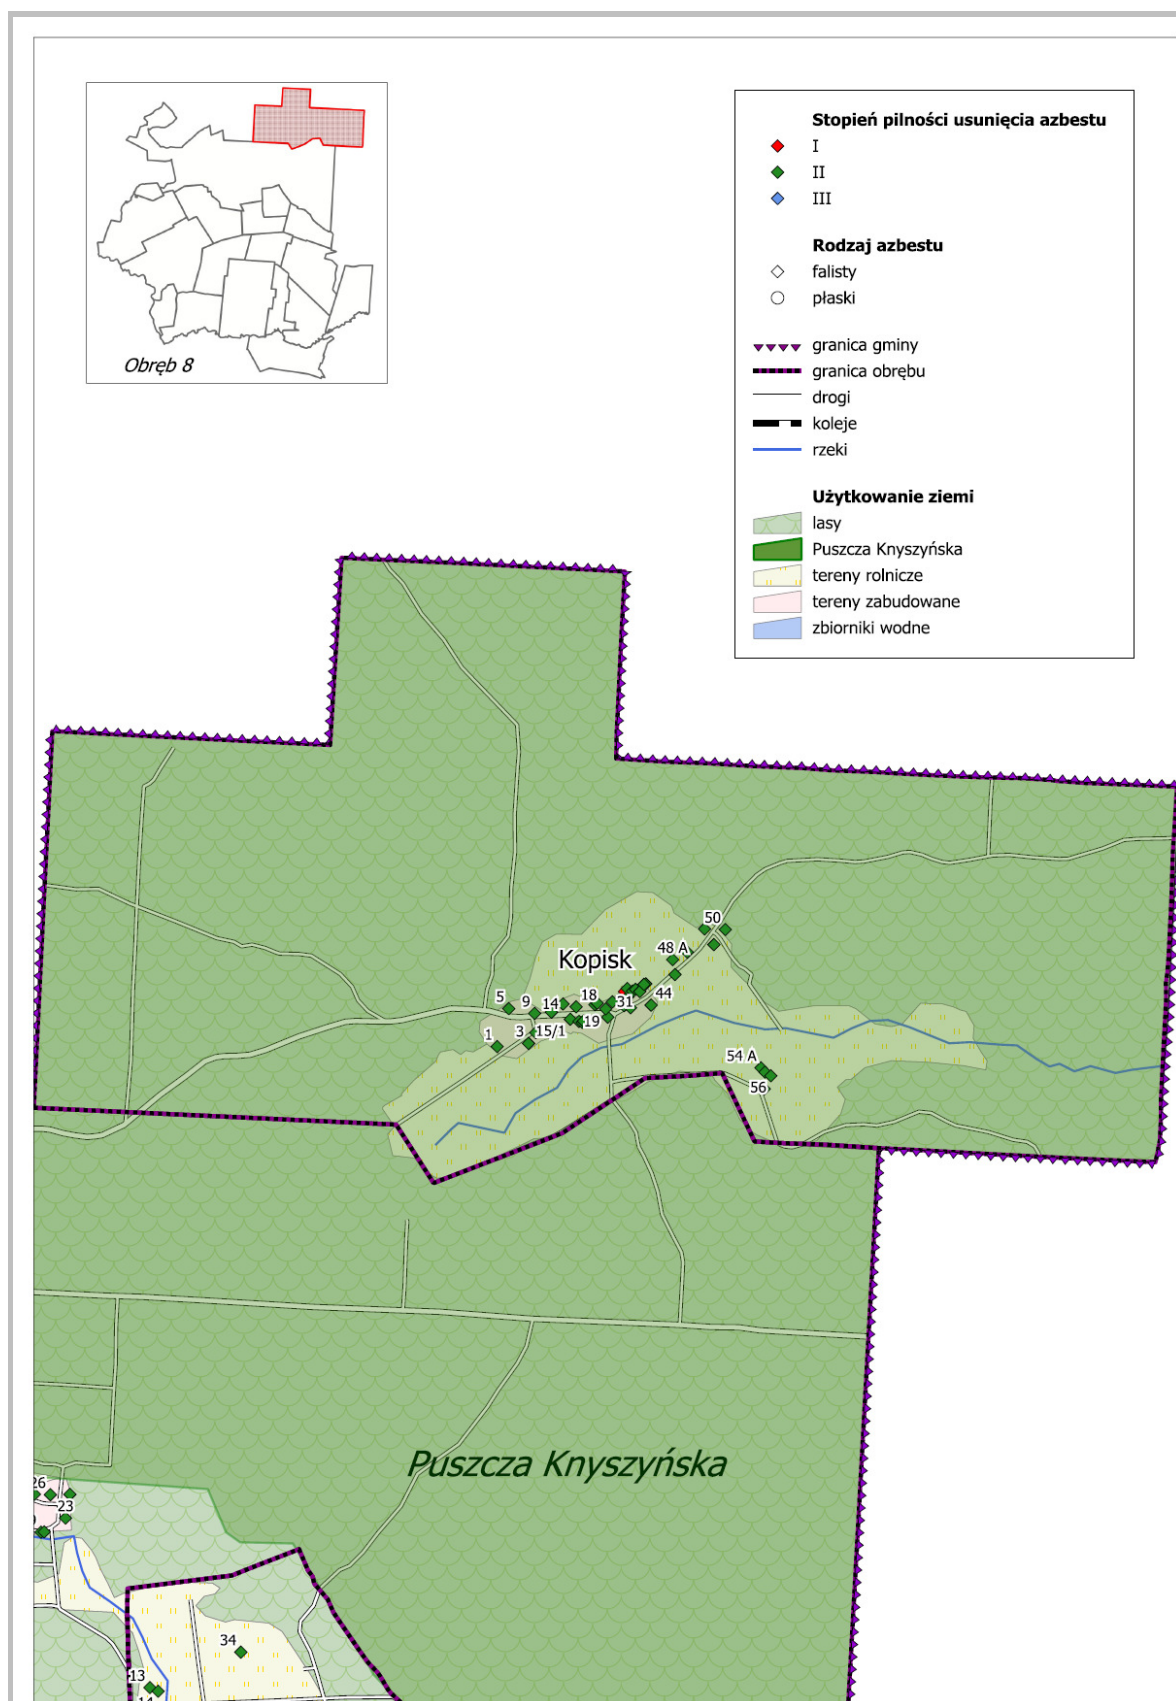 Obręb 8
Stopień pilności usunięcia azbestu
I
II
III
Rodzaj azbestu
falisty
płaski
granica gminy
granica obrębu
drogi
koleje
rzeki
Użytkowanie ziemi
lasy
Puszcza Knyszyńska
tereny rolnicze
tereny zabudowane
zbiorniki wodne
50
48 A
Kopisk
5
9
14
18
31
44
1
3
15/1
19
54 A
56
Puszcza Knyszyńska
26
23
34
13
14